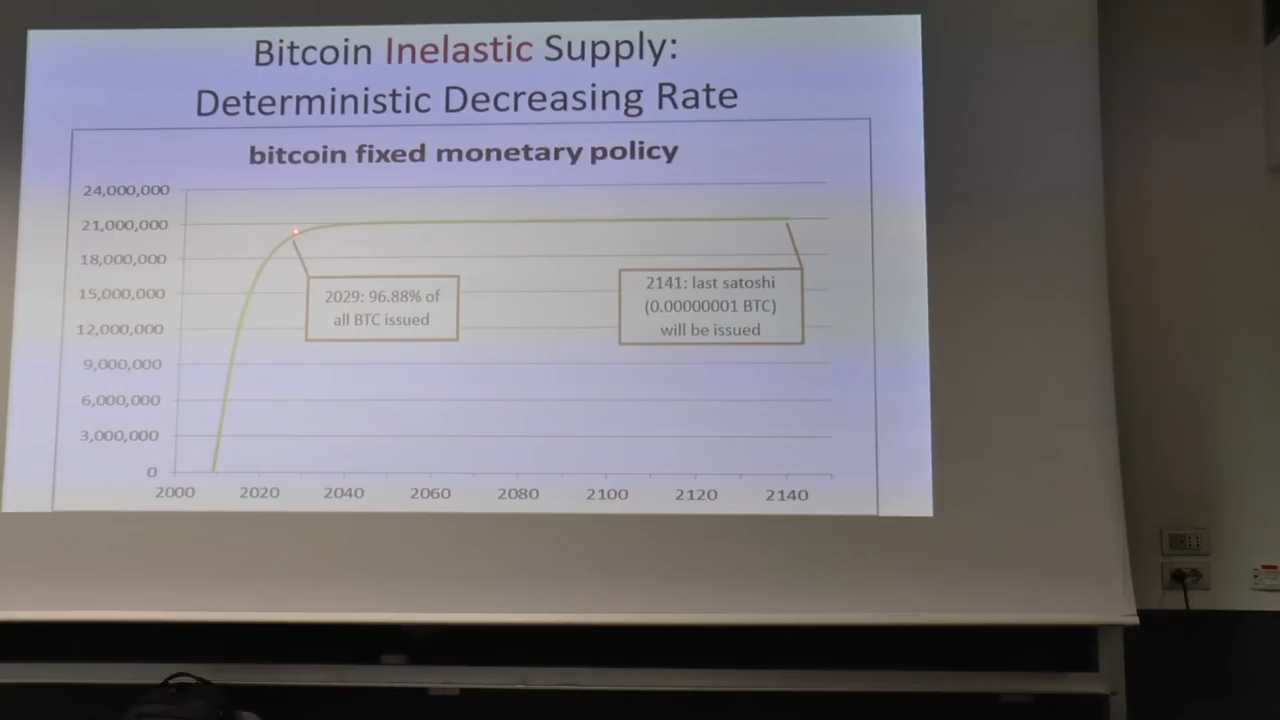 Bitcoin Inelastic Supply:
Deterministic Decreasing Rate
bitcoin fixed monetary policy
24,000,000
21,000,000
18,000,000
15,000,000
12,000,000
9,000,000
6,000,000
3,000,000
0
2029: 96.88% of
all BTC issued
2141: last satoshi
(0.00000001 BTC)
will be issued
2000 2020 2040 2060 2080 2100 2120 2140